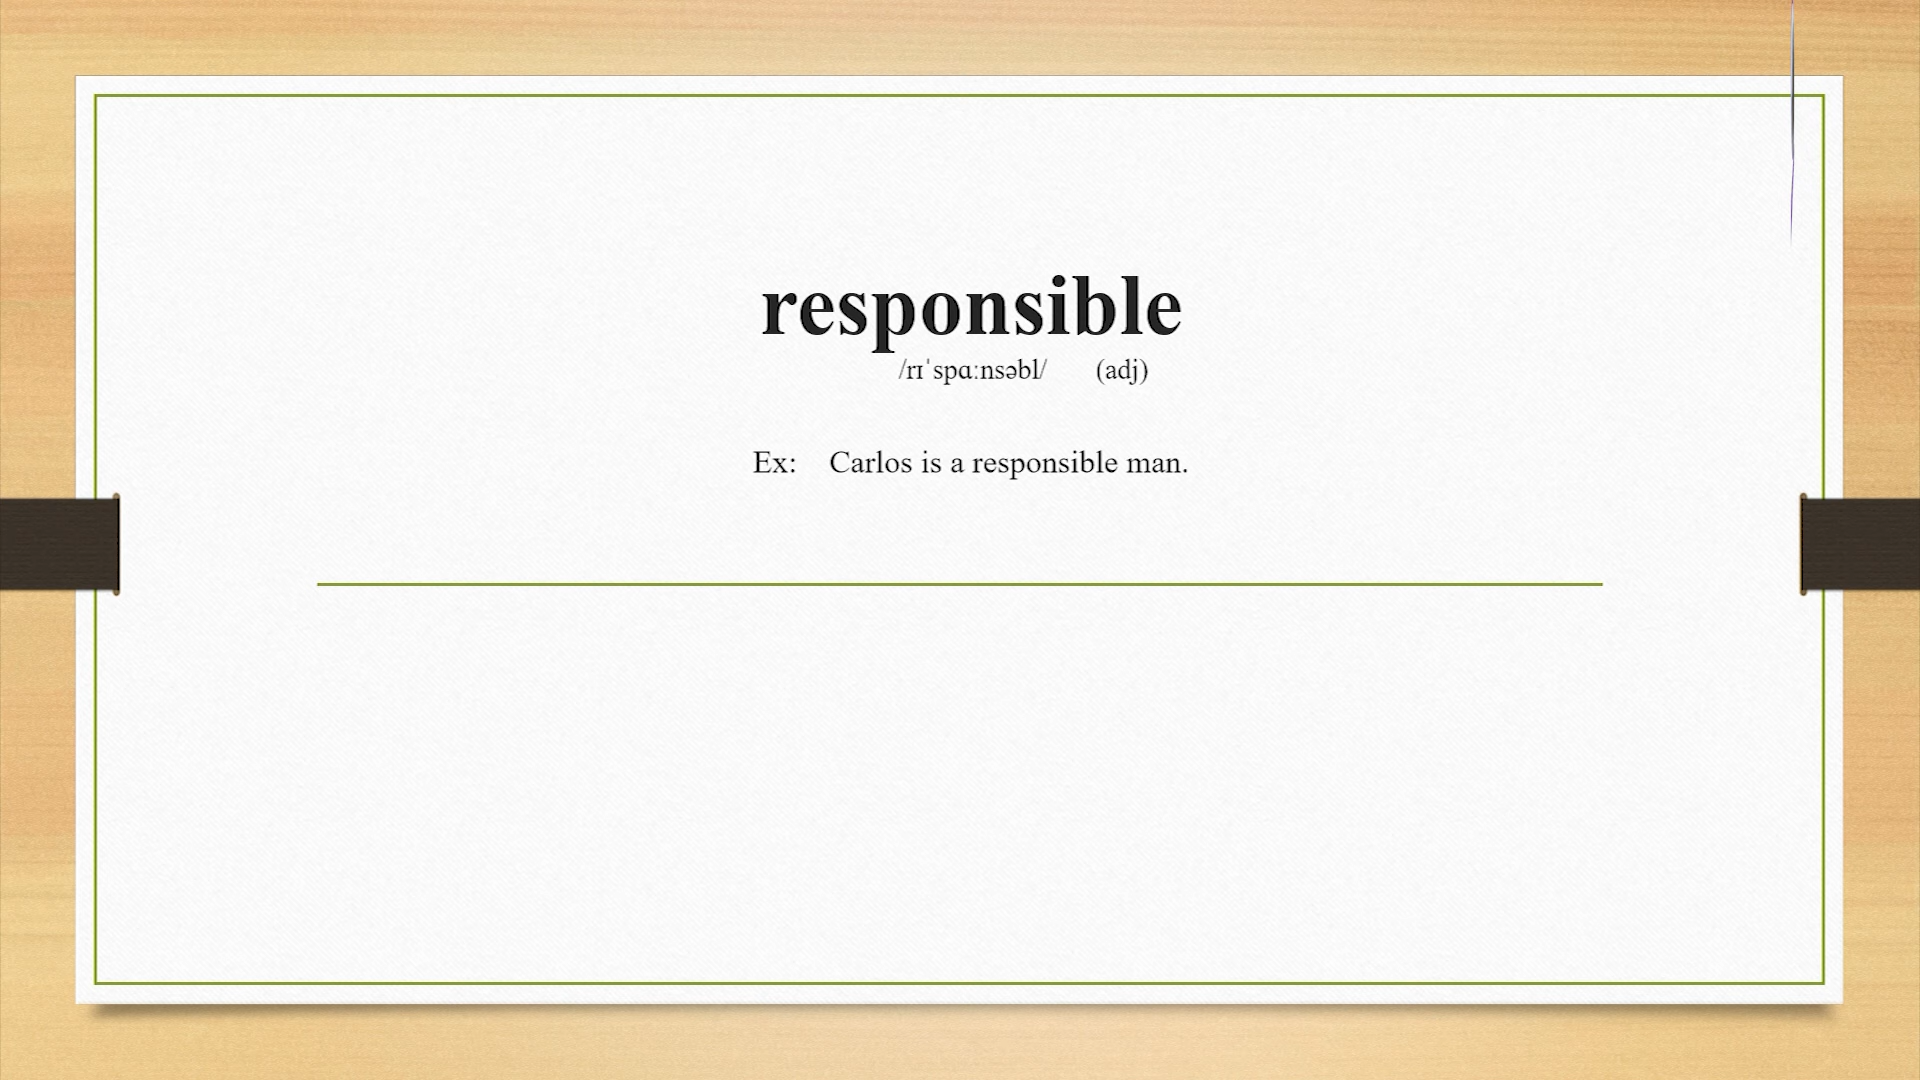 responsible
/rɪˈspɑːnsəbl/ (adj)
Ex: Carlos is a responsible man.